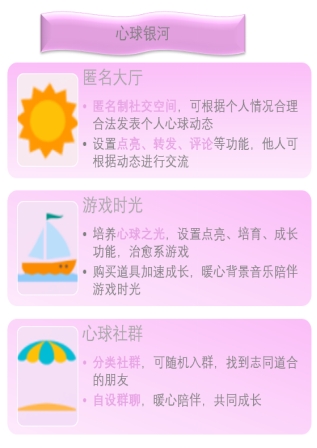 心球银河
匿名大厅
• 匿名制社交空间，可根据个人情况合理
合法发表个人心球动态
• 设置点亮、转发、评论等功能，他人可
根据动态进行交流
游戏时光
• 培养心球之光，设置点亮、培育、成长
功能，治愈系游戏
• 购买道具加速成长，暖心背景音乐陪伴
游戏时光
心球社群
• 分类社群，可随机入群，找到志同道合
的朋友
• 自设群聊，暖心陪伴，共同成长